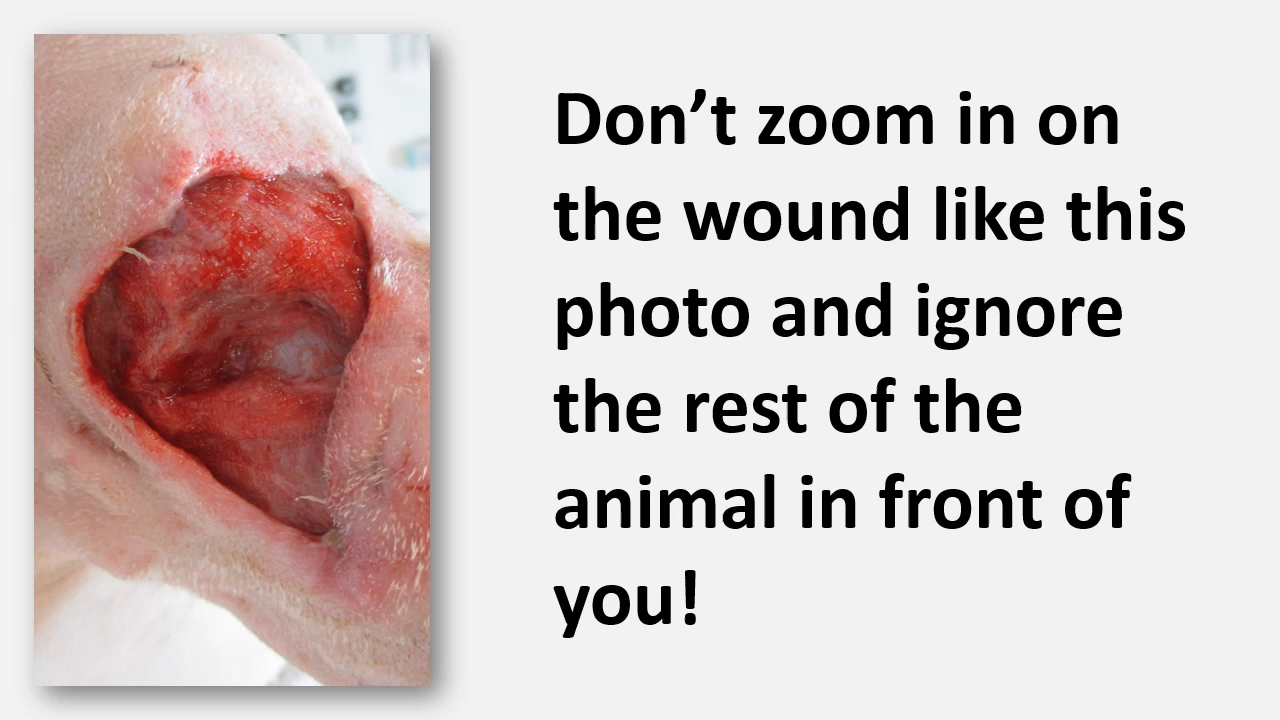 Don’t zoom in on
the wound like this
photo and ignore
the rest of the
animal in front of
you!